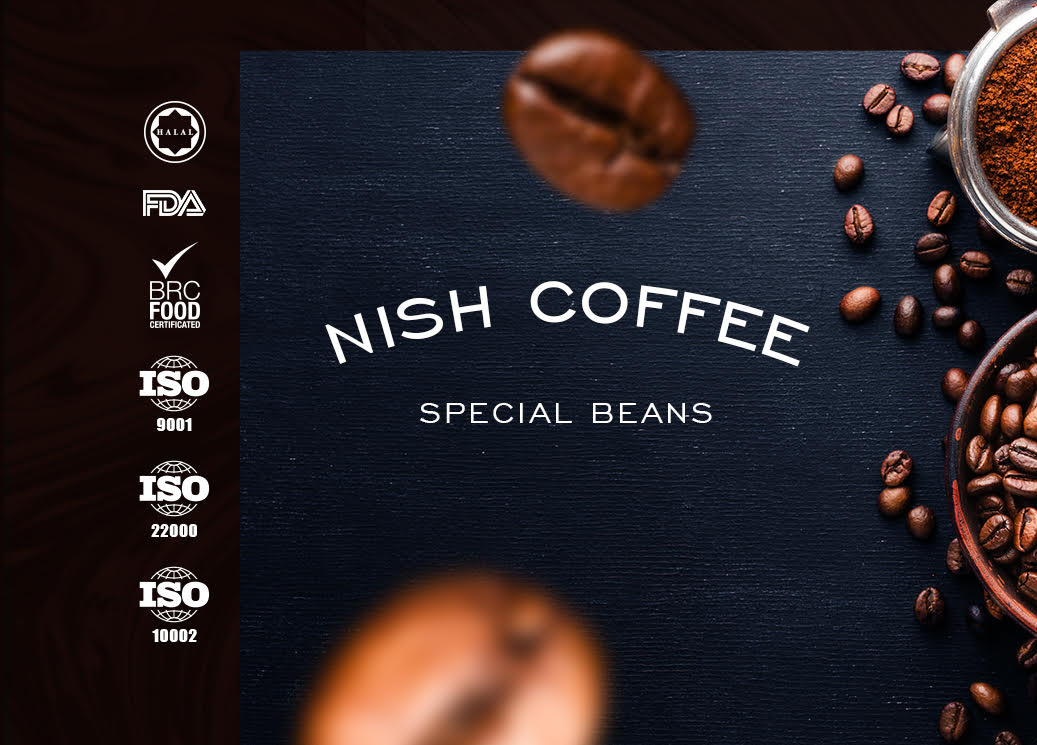 HALAL
FDA
BRC
FOOD
CERTIFICATED
ISO
9001
ISO
22000
ISO
10002
NISH COFFEE
SPECIAL BEANS